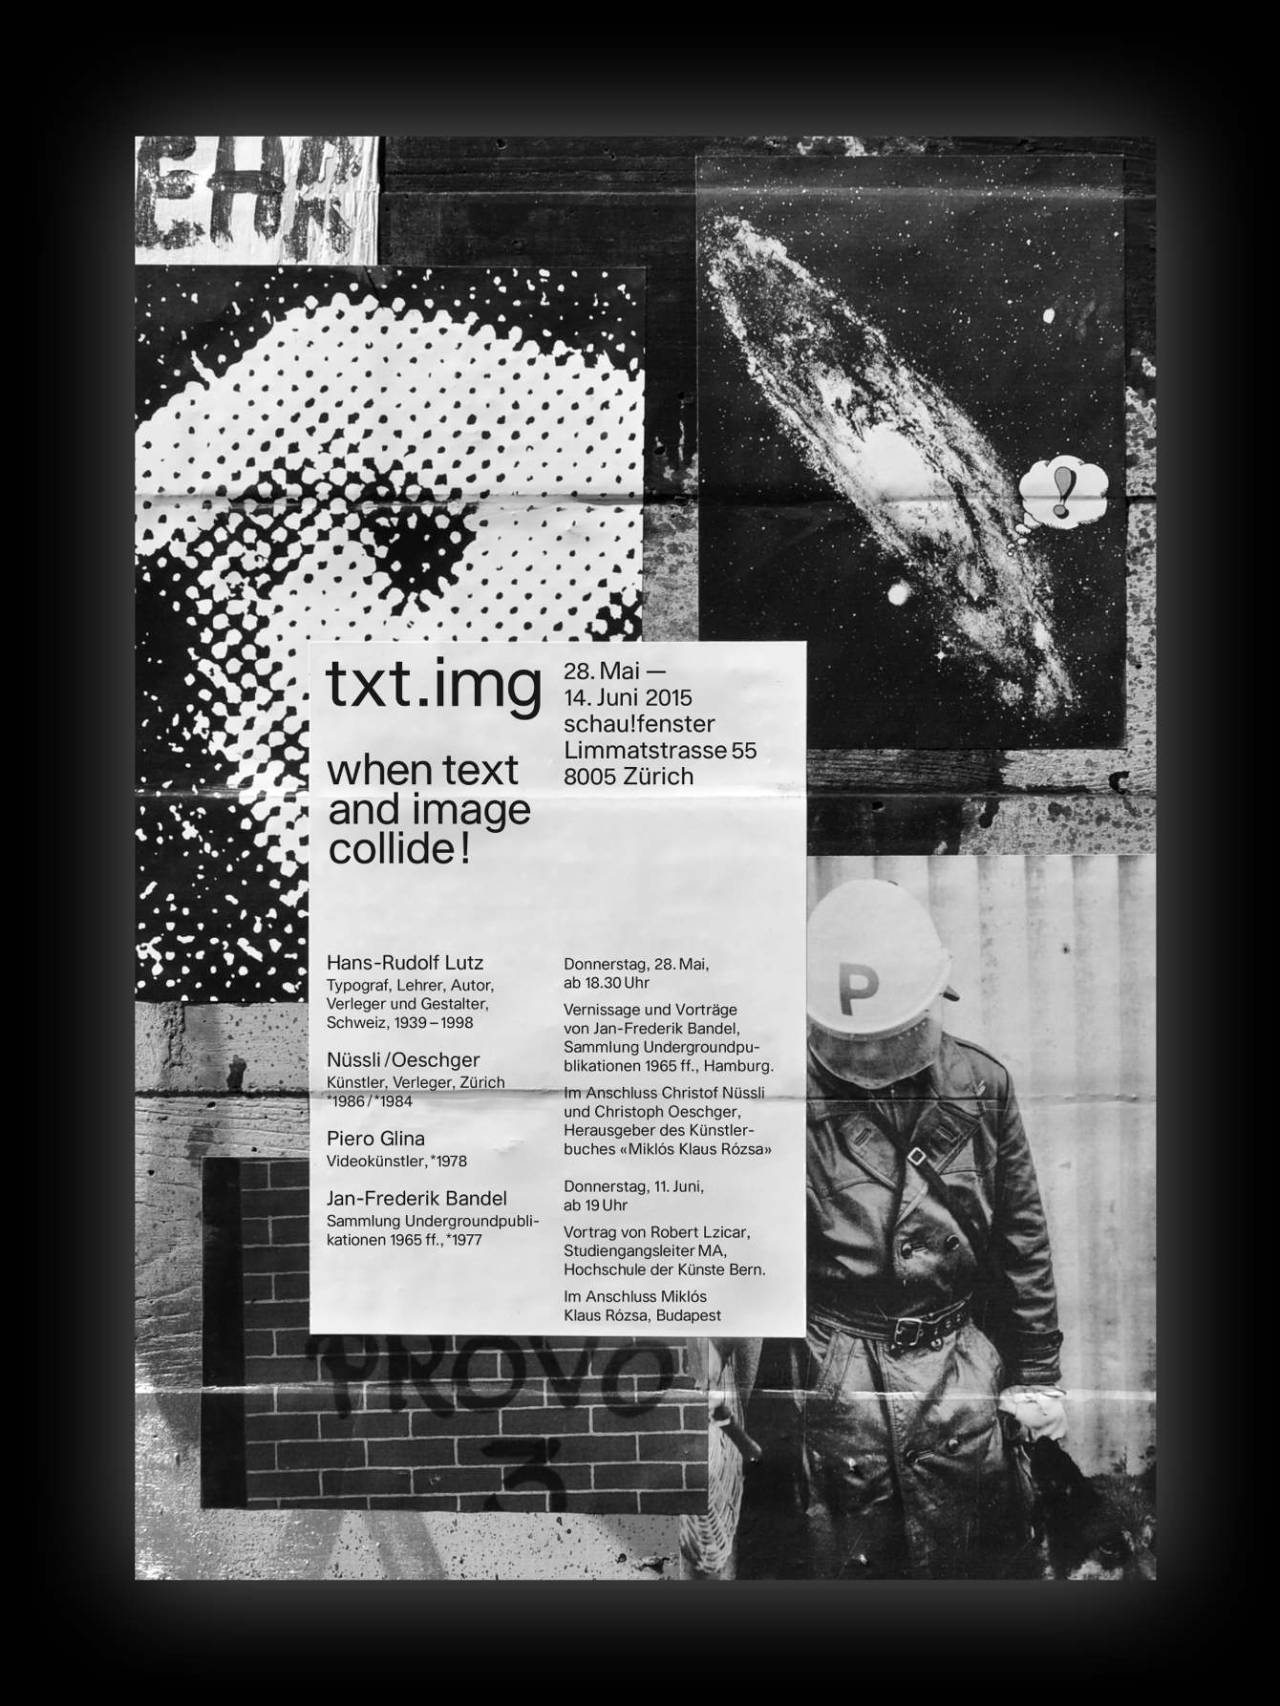 EAR
txt.img
when text
and image
collide!
28. Mai —
14. Juni 2015
schau!fenster
Limmatstrasse 55
8005 Zürich
Hans-Rudolf Lutz
Typograf, Lehrer, Autor,
Verleger und Gestalter,
Schweiz, 1939–1998
Nüssli/Oeschger
Künstler, Verleger, Zürich
*1986/*1984
Piero Glina
Videokünstler, *1978
Jan-Frederik Bandel
Sammlung Undergroundpubli-
kationen 1965 ff., *1977
Donnerstag, 28. Mai,
ab 18.30 Uhr
Vernissage und Vorträge
von Jan-Frederik Bandel,
Sammlung Undergroundpu-
blikationen 1965 ff., Hamburg.
Im Anschluss Christof Nüssli
und Christoph Oeschger,
Herausgeber des Künstler-
buches «Miklós Klaus Rózsa»
Donnerstag, 11. Juni,
ab 19 Uhr
Vortrag von Robert Lzicar,
Studiengangsleiter MA,
Hochschule der Künste Bern.
Im Anschluss Miklós
Klaus Rózsa, Budapest
!
P
PROVO
3